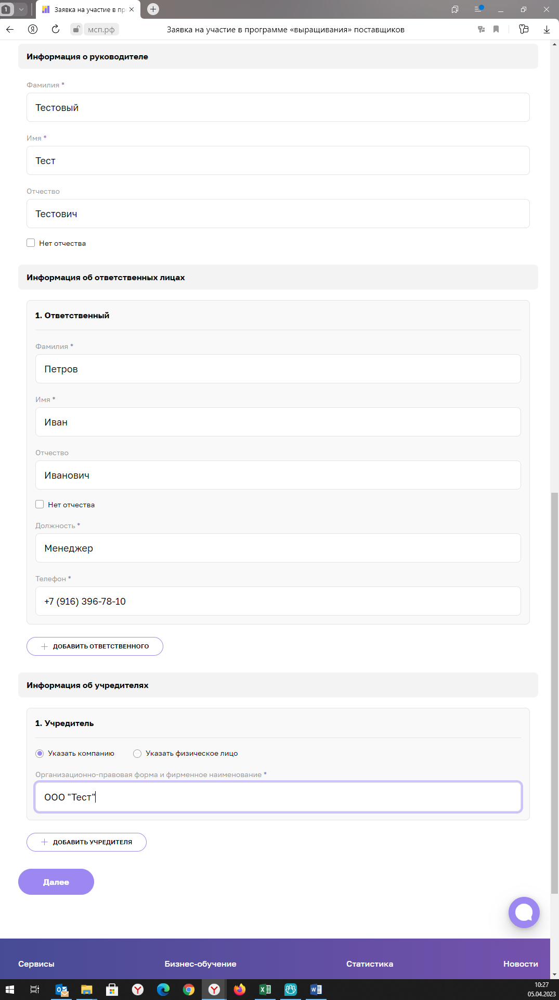 1
Заявка на участие в пр
мсп.рф
Заявка на участие в программе «выращивания» поставщиков
Информация о руководителе
Фамилия *
Тестовый
Имя *
Тест
Отчество
Тестович
Нет отчества
Информация об ответственных лицах
1. Ответственный
Фамилия *
Петров
Имя *
Иван
Отчество
Иванович
Нет отчества
Должность *
Менеджер
Телефон *
+7 (916) 396-78-10
ДОБАВИТЬ ОТВЕТСТВЕННОГО
Информация об учредителях
1. Учредитель
Указать компанию Указать физическое лицо
Организационно-правовая форма и фирменное наименование *
ООО "Тест"
ДОБАВИТЬ УЧРЕДИТЕЛЯ
Далее
Сервисы Бизнес-обучение Статистика Новости
10:27
05.04.2023